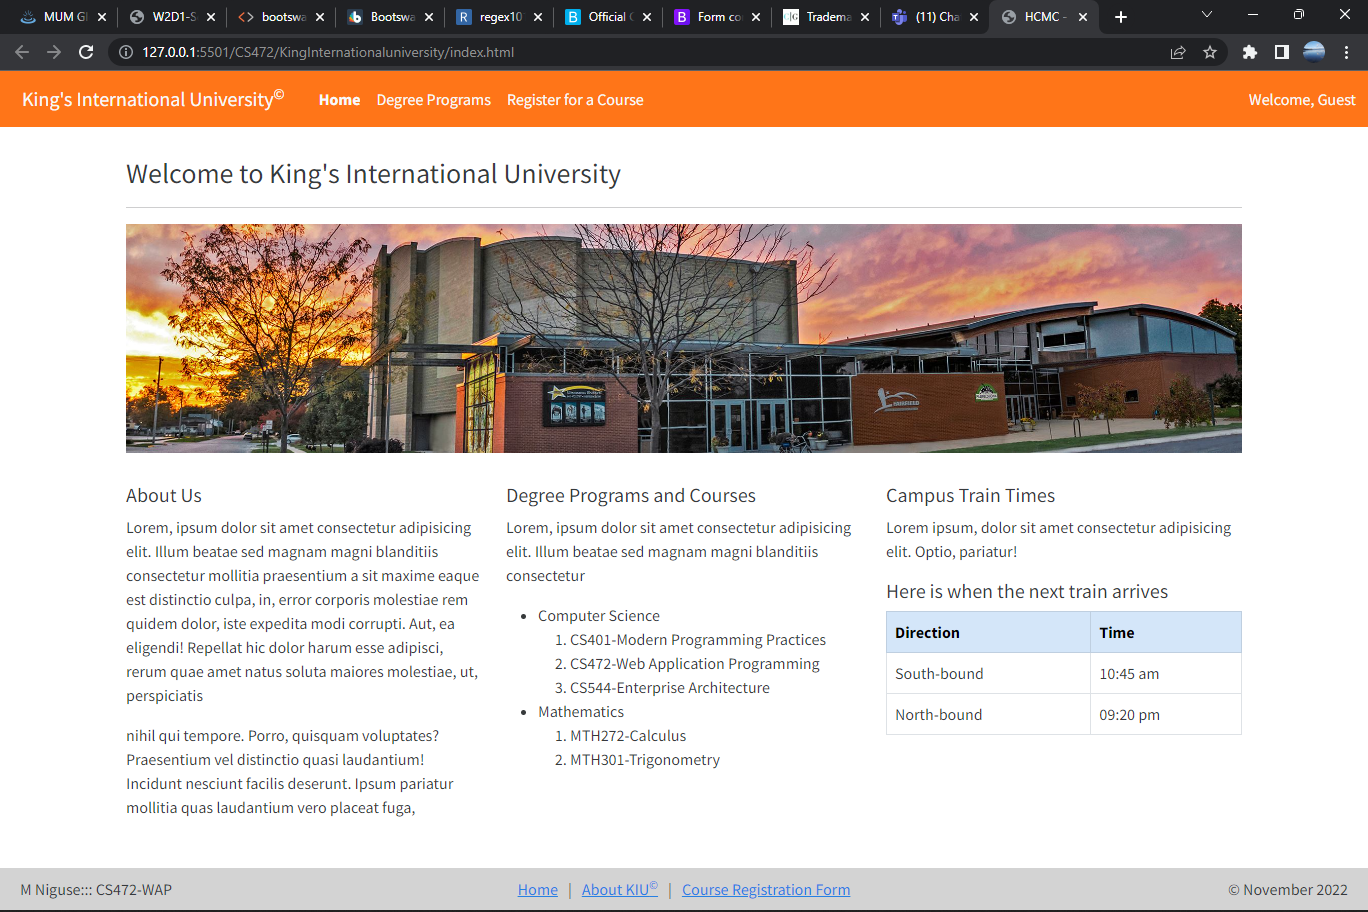 MUM G
W2D1-S
bootswa
Bootswa
regex10
Official
Form co
Tradema
(11) Cha
HCMC -
127.0.0.1:5501/CS472/KingInternationaluniversity/index.html
King's International University© Home Degree Programs Register for a Course Welcome, Guest
Welcome to King's International University
FAIRFIELD
About Us
Lorem, ipsum dolor sit amet consectetur adipisicing
elit. Illum beatae sed magnam magni blanditiis
consectetur mollitia praesentium a sit maxime eaque
est distinctio culpa, in, error corporis molestiae rem
quidem dolor, iste expedita modi corrupti. Aut, ea
eligendi! Repellat hic dolor harum esse adipisci,
rerum quae amet natus soluta maiores molestiae, ut,
perspiciatis
nihil qui tempore. Porro, quisquam voluptates?
Praesentium vel distinctio quasi laudantium!
Incidunt nesciunt facilis deserunt. Ipsum pariatur
mollitia quas laudantium vero placeat fuga,
Degree Programs and Courses
Lorem, ipsum dolor sit amet consectetur adipisicing
elit. Illum beatae sed magnam magni blanditiis
consectetur
• Computer Science
1. CS401-Modern Programming Practices
2. CS472-Web Application Programming
3. CS544-Enterprise Architecture
• Mathematics
1. MTH272-Calculus
2. MTH301-Trigonometry
Campus Train Times
Lorem ipsum, dolor sit amet consectetur adipisicing
elit. Optio, pariatur!
Here is when the next train arrives
Direction Time
South-bound 10:45 am
North-bound 09:20 pm
M Niguse::: CS472-WAP Home | About KIU© | Course Registration Form © November 2022